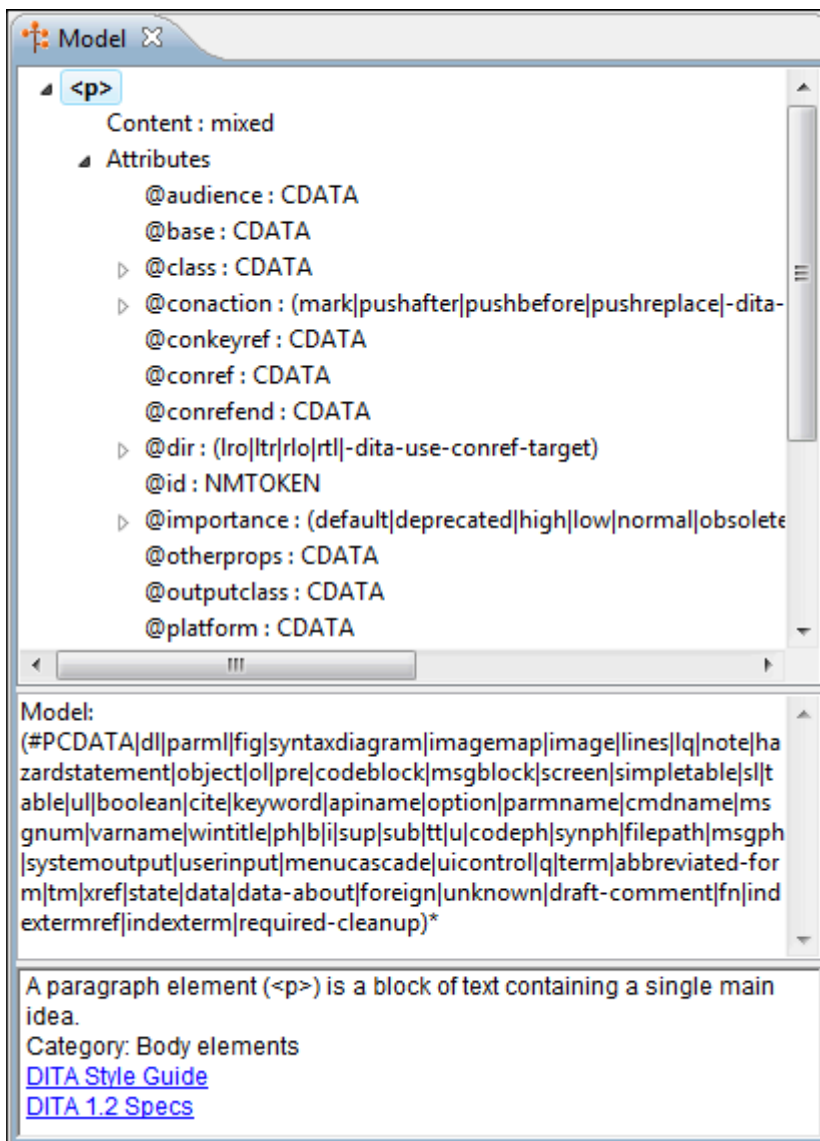 Model
<p>
Content : mixed
Attributes
@audience : CDATA
@base : CDATA
@class : CDATA
@conaction : (mark|pushafter|pushbefore|pushreplace|-dita-
@conkeyref : CDATA
@conref : CDATA
@conrefend : CDATA
@dir : (lro|ltr|rlo|rtl|-dita-use-conref-target)
@id : NMTOKEN
@importance : (default|deprecated|high|low|normal|obsolete
@otherprops : CDATA
@outputclass : CDATA
@platform : CDATA
Model:
(#PCDATA|dl|parml|fig|syntaxdiagram|imagemap|image|lines|lq|note|ha
zardstatement|object|ol|pre|codeblock|msgblock|screen|simpletable|sl|t
able|ul|boolean|cite|keyword|apiname|option|parmname|cmdname|ms
gnum|varname|wintitle|ph|b|i|sup|sub|tt|u|codeph|synph|filepath|msgph
|systemoutput|userinput|menucascade|uicontrol|q|term|abbreviated-for
m|tm|xref|state|data|data-about|foreign|unknown|draft-comment|fn|ind
extermref|indexterm|required-cleanup)*
A paragraph element (<p>) is a block of text containing a single main
idea.
Category: Body elements
DITA Style Guide
DITA 1.2 Specs